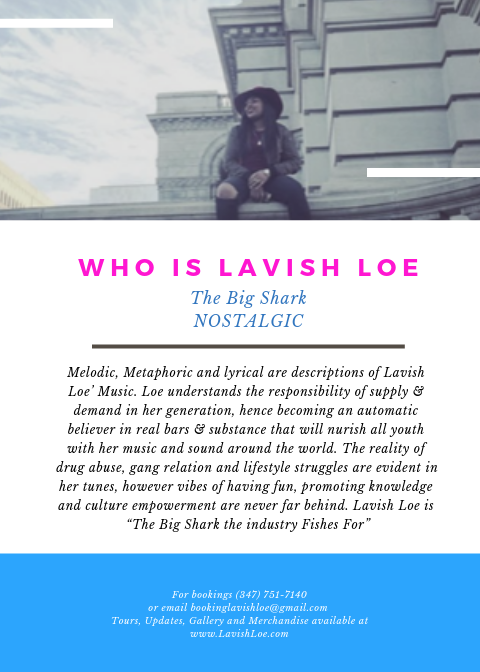 WHO IS LAVISH LOE
The Big Shark
NOSTALGIC
Melodic, Metaphoric and lyrical are descriptions of Lavish
Loe' Music. Loe understands the responsibility of supply &
demand in her generation, hence becoming an automatic
believer in real bars & substance that will nurish all youth
with her music and sound around the world. The reality of
drug abuse, gang relation and lifestyle struggles are evident in
her tunes, however vibes of having fun, promoting knowledge
and culture empowerment are never far behind. Lavish Loe is
“The Big Shark the industry Fishes For”
For bookings (347) 751-7140
or email bookinglavishloe@gmail.com
Tours, Updates, Gallery and Merchandise available at
www.LavishLoe.com